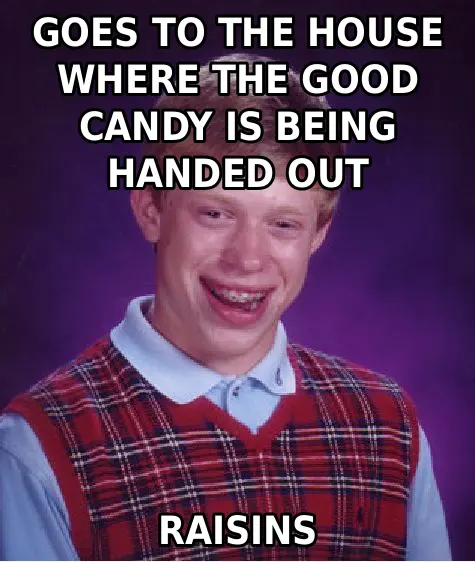 GOES TO THE HOUSE
WHERE THE GOOD
CANDY IS BEING
HANDED OUT
RAISINS